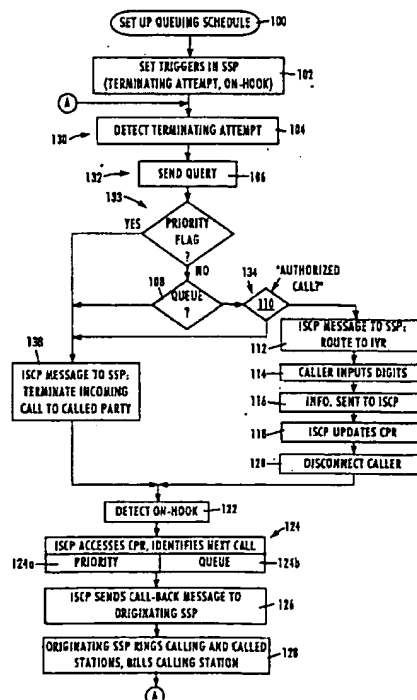 SET UP QUEUING SCHEDULE
100
SET TRIGGERS IN SSP
(TERMINATING ATTEMPT, ON-HOOK)
102
A
DETECT TERMINATING ATTEMPT
104
130
SEND QUERY
106
132
133
YES
PRIORITY
FLAG
?
NO
108
QUEUE
?
134
110
"AUTHORIZED
CALL?"
138
ISCP MESSAGE TO SSP:
TERMINATE INCOMING
CALL TO CALLED PARTY
ISCP MESSAGE TO SSP:
ROUTE TO IVR
112
CALLER INPUTS DIGITS
114
INFO. SENT TO ISCP
116
ISCP UPDATES CPR
118
DISCONNECT CALLER
120
DETECT ON-HOOK
122
124
ISCP ACCESSES CPR, IDENTIFIES NEXT CALL
124a
PRIORITY
QUEUE
124b
ISCP SENDS CALL-BACK MESSAGE TO
ORIGINATING SSP
126
ORIGINATING SSP RINGS CALLING AND CALLED
STATIONS, BILLS CALLING STATION
128
A